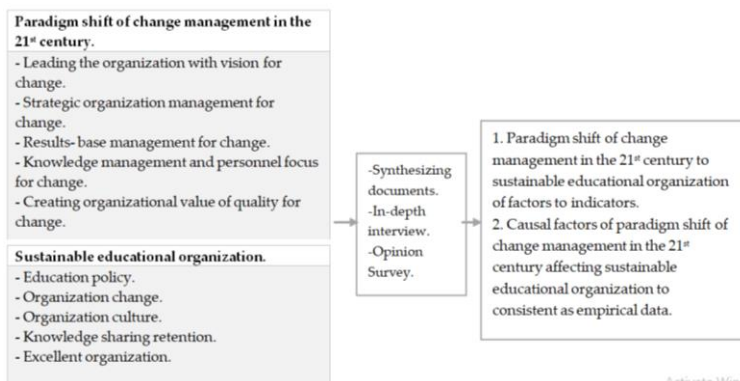 Paradigm shift of change management in the
21st century.
- Leading the organization with vision for
change.
- Strategic organization management for
change.
- Results- base management for change.
- Knowledge management and personnel focus
for change.
- Creating organizational value of quality for
change.
Sustainable educational organization.
- Education policy.
- Organization change.
- Organization culture.
- Knowledge sharing retention.
- Excellent organization.
-Synthesizing
documents.
-In-depth
interview.
-Opinion
Survey.
1. Paradigm shift of change
management in the 21st century to
sustainable educational organization
of factors to indicators.
2. Causal factors of paradigm shift of
change management in the 21st
century affecting sustainable
educational organization to
consistent as empirical data.